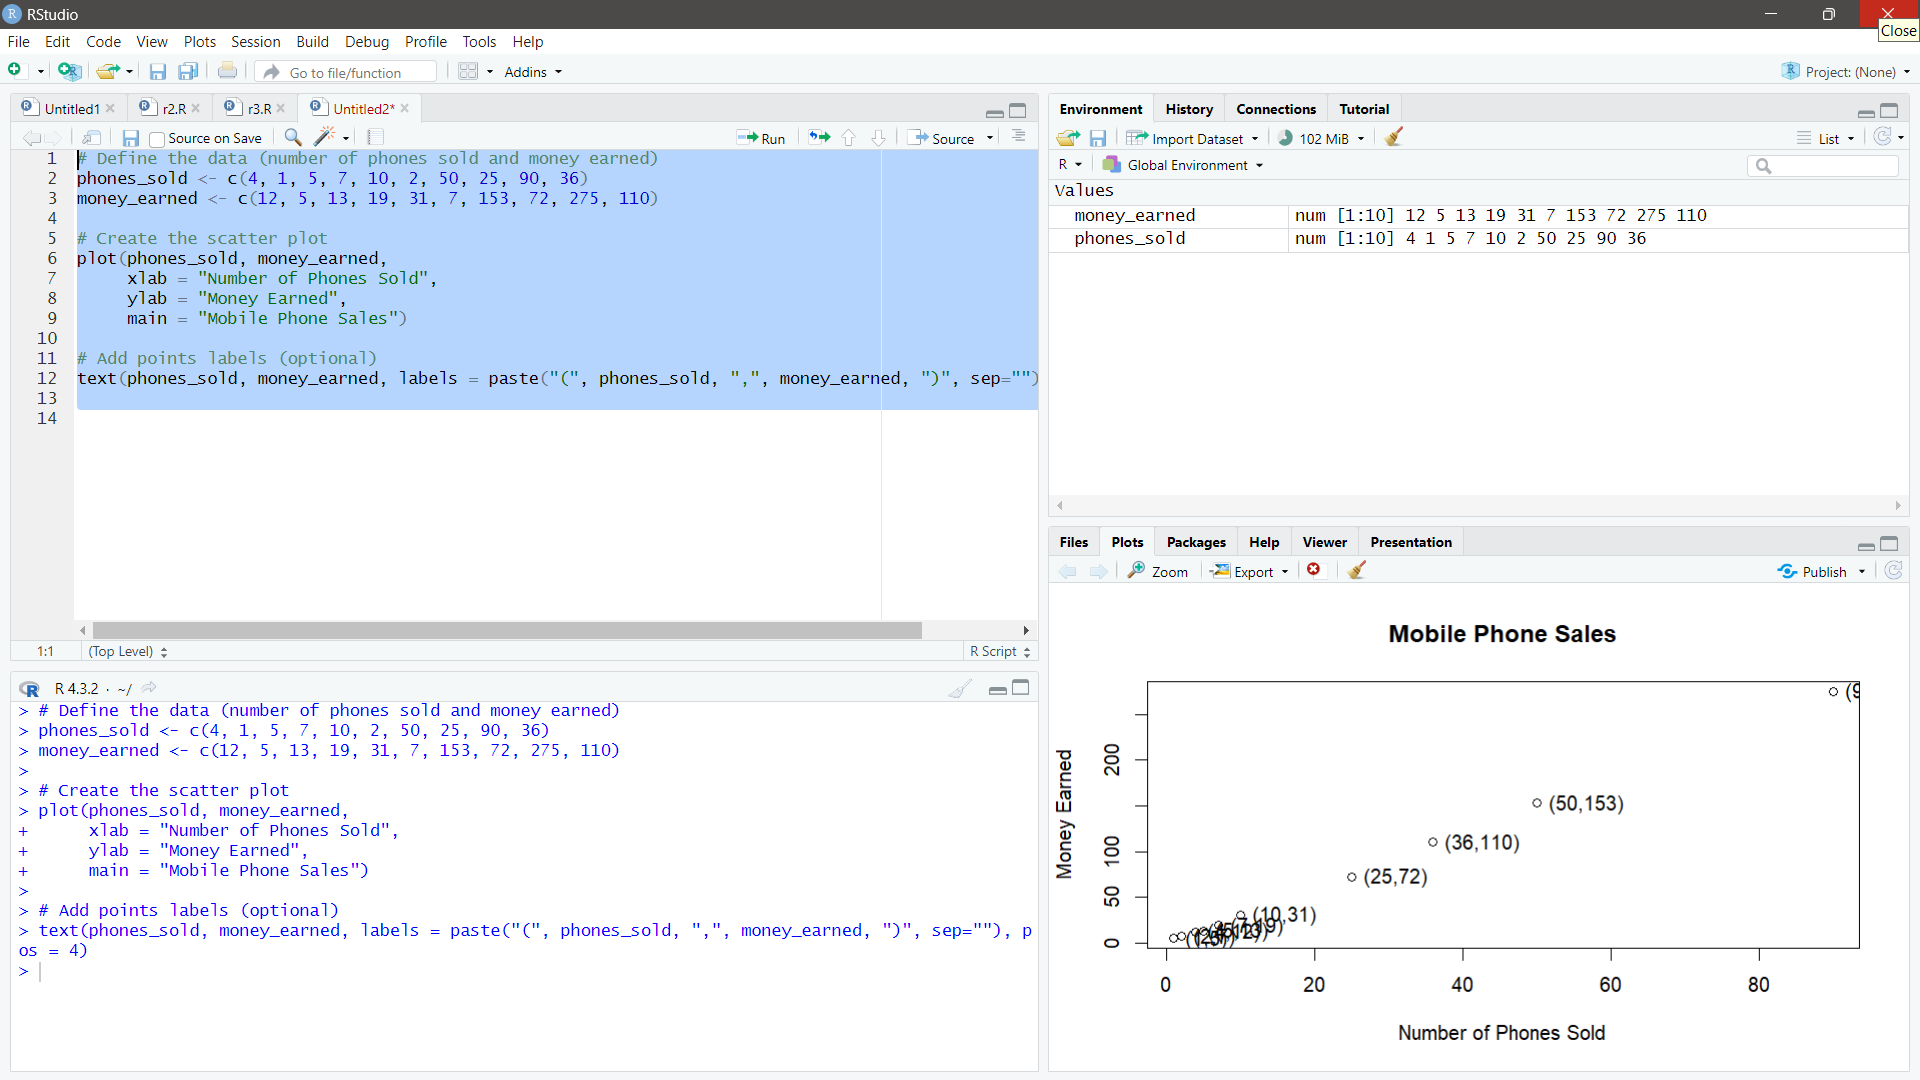 RStudio
Close
File Edit Code View Plots Session Build Debug Profile Tools Help
Go to file/function Addins Project: (None)
Untitled1 r2.R r3.R Untitled2*
Source on Save Run Source
1 # Define the data (number of phones sold and money earned)
2 phones_sold <- c(4, 1, 5, 7, 10, 2, 50, 25, 90, 36)
3 money_earned <- c(12, 5, 13, 19, 31, 7, 153, 72, 275, 110)
4
5 # Create the scatter plot
6 plot(phones_sold, money_earned,
7 xlab = "Number of Phones Sold",
8 ylab = "Money Earned",
9 main = "Mobile Phone Sales")
10
11 # Add points labels (optional)
12 text(phones_sold, money_earned, labels = paste("(", phones_sold, ",", money_earned, ")", sep="")
13
14
1:1 (Top Level) R Script
R 4.3.2 · ~/
> # Define the data (number of phones sold and money earned)
> phones_sold <- c(4, 1, 5, 7, 10, 2, 50, 25, 90, 36)
> money_earned <- c(12, 5, 13, 19, 31, 7, 153, 72, 275, 110)
>
> # Create the scatter plot
> plot(phones_sold, money_earned,
+ xlab = "Number of Phones Sold",
+ ylab = "Money Earned",
+ main = "Mobile Phone Sales")
>
> # Add points labels (optional)
> text(phones_sold, money_earned, labels = paste("(", phones_sold, ",", money_earned, ")", sep=""), p
os = 4)
>
Environment History Connections Tutorial
Import Dataset 102 MiB List
R Global Environment
Values
money_earned num [1:10] 12 5 13 19 31 7 153 72 275 110
phones_sold num [1:10] 4 1 5 7 10 2 50 25 90 36
Files Plots Packages Help Viewer Presentation
Zoom Export Publish
Mobile Phone Sales
(9
(50,153)
(36,110)
(25,72)
(10,31)
Money Earned
200
100
50
0
0 20 40 60 80
Number of Phones Sold